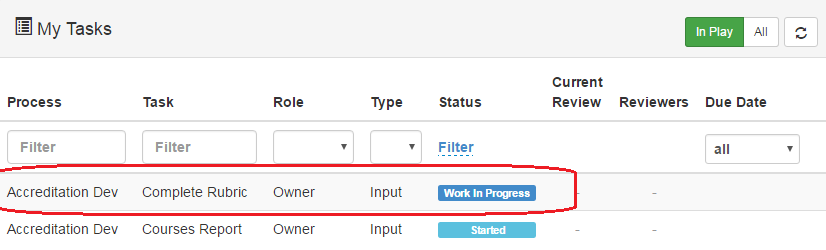 My Tasks
In Play All
Process Task Role Type Status Current Review Reviewers Due Date
Filter Filter Filter all
Accreditation Dev Complete Rubric Owner Input Work In Progress - -
Accreditation Dev Courses Report Owner Input Started - -